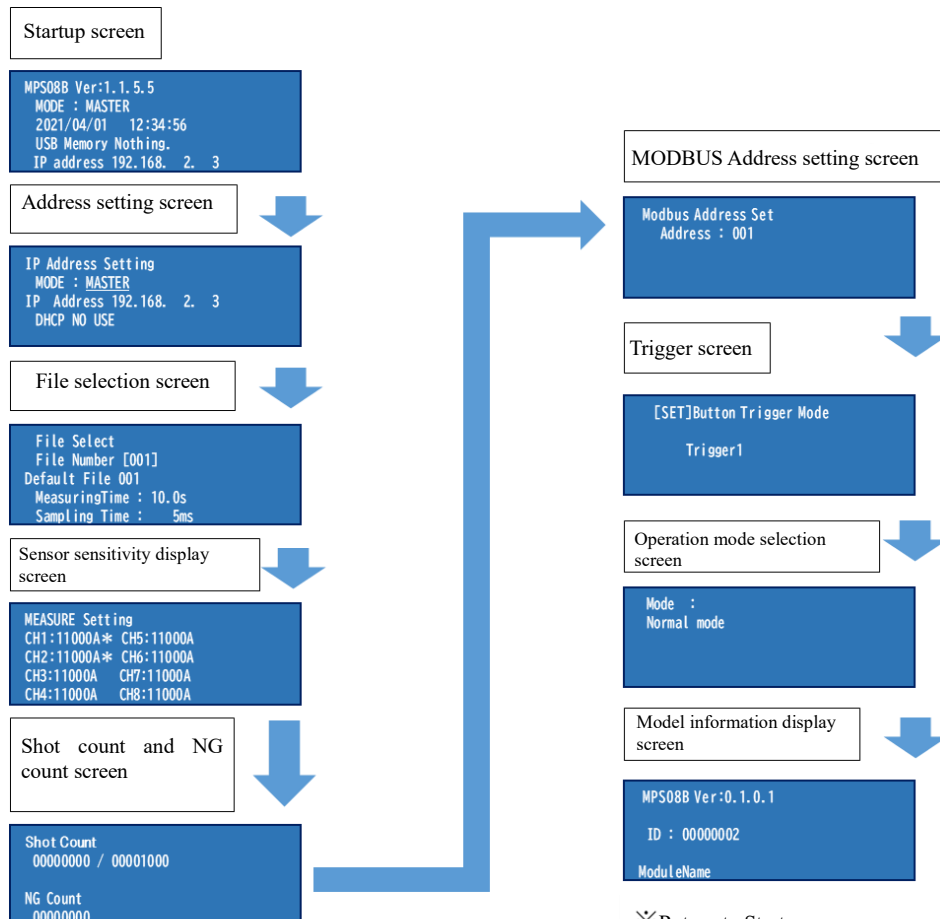 Startup screen
MPS08B Ver:1.1.5.5
MODE : MASTER
2021/04/01 12:34:56
USB Memory Nothing.
IP address 192.168. 2. 3
Address setting screen
IP Address Setting
MODE : MASTER
IP Address 192.168. 2. 3
DHCP NO USE
File selection screen
File Select
File Number [001]
Default File 001
MeasuringTime : 10.0s
Sampling Time : 5ms
Sensor sensitivity display
screen
MEASURE Setting
CH1:11000A* CH5:11000A
CH2:11000A* CH6:11000A
CH3:11000A CH7:11000A
CH4:11000A CH8:11000A
Shot count and NG
count screen
Shot Count
00000000 / 00001000
NG Count
00000000
MODBUS Address setting screen
Modbus Address Set
Address : 001
Trigger screen
[SET]Button Trigger Mode
Trigger1
Operation mode selection
screen
Mode :
Normal mode
Model information display
screen
MPS08B Ver:0.1.0.1
ID : 00000002
ModuleName